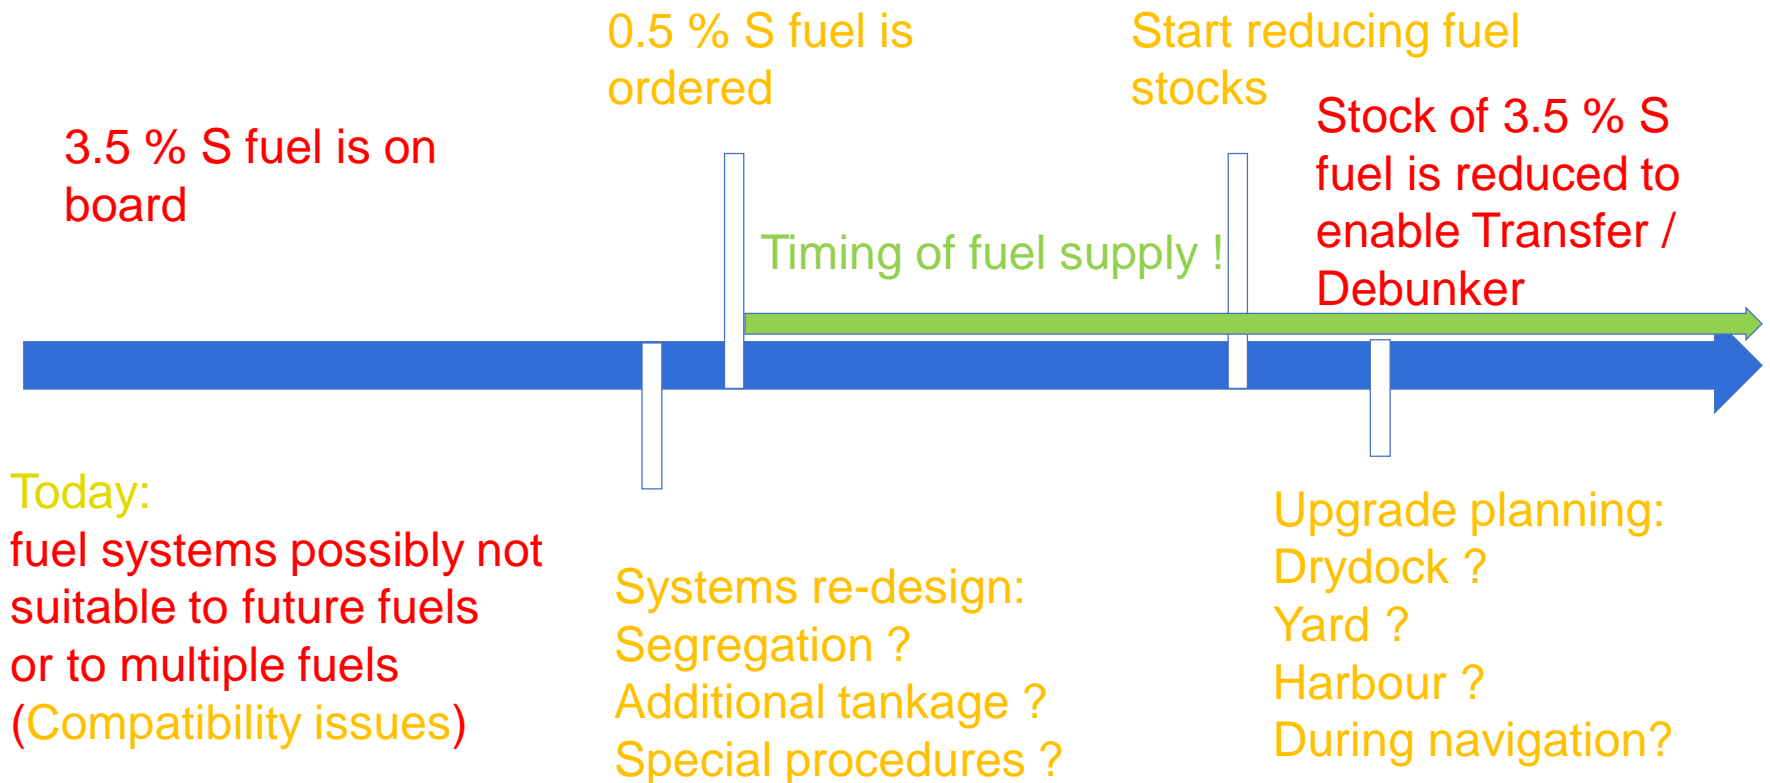 0.5 % S fuel is
ordered
Start reducing fuel
stocks
3.5 % S fuel is on
board
Stock of 3.5 % S
fuel is reduced to
enable Transfer /
Debunker
Timing of fuel supply !
Today:
fuel systems possibly not
suitable to future fuels
or to multiple fuels
(Compatibility issues)
Systems re-design:
Segregation ?
Additional tankage ?
Special procedures ?
Upgrade planning:
Drydock ?
Yard ?
Harbour ?
During navigation?